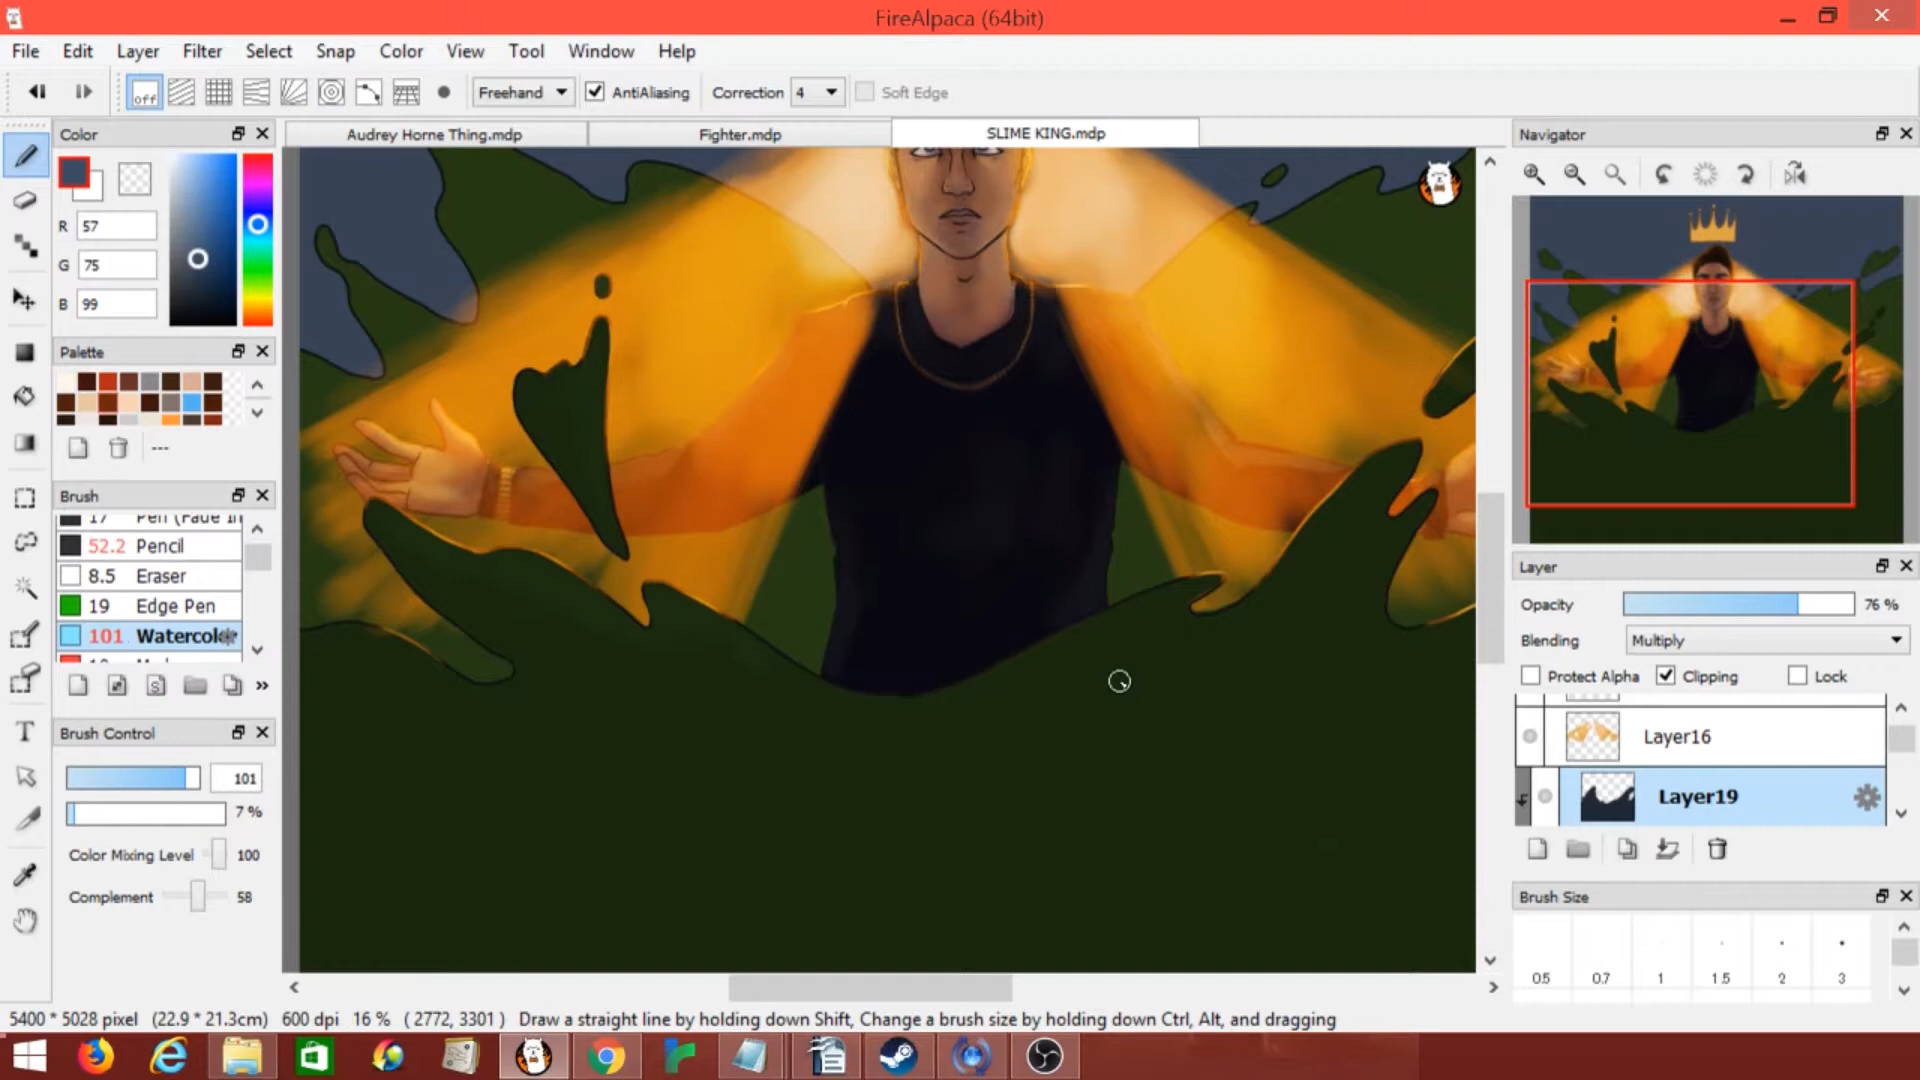 FireAlpaca (64bit)
File Edit Layer Filter Select Snap Color View Tool Window Help
off Freehand AntiAliasing Correction 4 Soft Edge
Color
R 57
G 75
B 99
Palette
---
Brush
17 Pen (Fade In
52.2 Pencil
8.5 Eraser
19 Edge Pen
101 Watercolor
Brush Control
101
7 %
Color Mixing Level 100
Complement 58
Audrey Horne Thing.mdp Fighter.mdp SLIME KING.mdp
Navigator
Layer
Opacity 76 %
Blending Multiply
Protect Alpha Clipping Lock
Layer16
Layer19
Brush Size
0.5 0.7 1 1.5 2 3
5400 * 5028 pixel (22.9 * 21.3cm) 600 dpi 16 % ( 2772, 3301 ) Draw a straight line by holding down Shift, Change a brush size by holding down Ctrl, Alt, and dragging